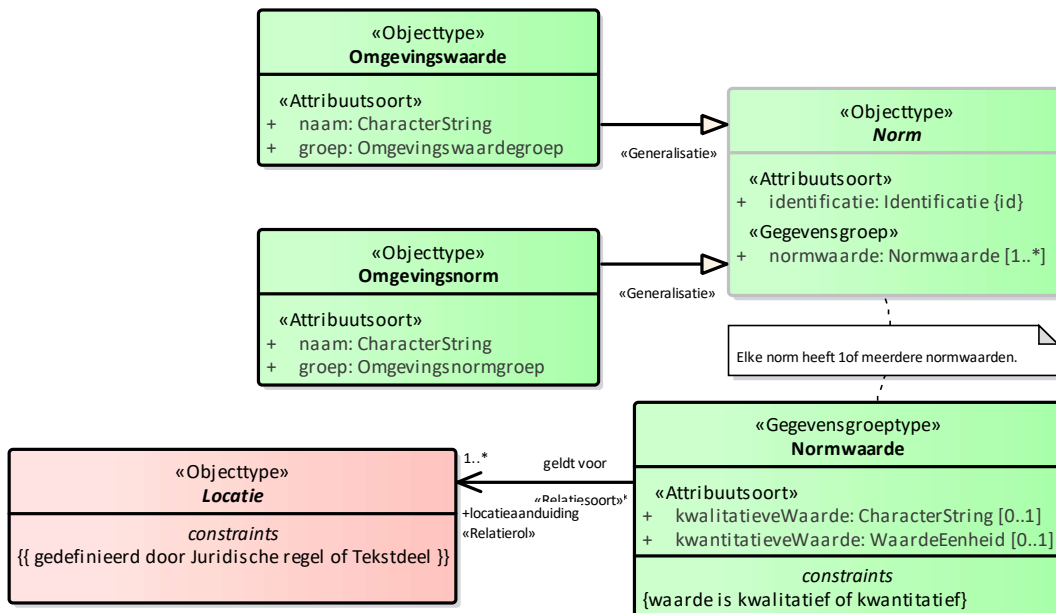 «Objecttype»
Omgevingswaarde
«Attribuutsoort»
+ naam: CharacterString
+ groep: Omgevingswaardegroep
«Generalisatie»
«Objecttype»
Norm
«Attribuutsoort»
+ identificatie: Identificatie {id}
«Gegevensgroep»
+ normwaarde: Normwaarde [1..*]
«Objecttype»
Omgevingsnorm
«Attribuutsoort»
+ naam: CharacterString
+ groep: Omgevingsnormgroep
«Generalisatie»
Elke norm heeft 1of meerdere normwaarden.
«Gegevensgroeptype»
Normwaarde
«Attribuutsoort»
+ kwalitatieveWaarde: CharacterString [0..1]
+ kwantitatieveWaarde: WaardeEenheid [0..1]
constraints
{waarde is kwalitatief of kwantitatief}
1..*
geldt voor
«Relatiesoort»*
+locatieaanduiding
«Relatierol»
«Objecttype»
Locatie
constraints
{{ gedefinieerd door Juridische regel of Tekstdeel }}